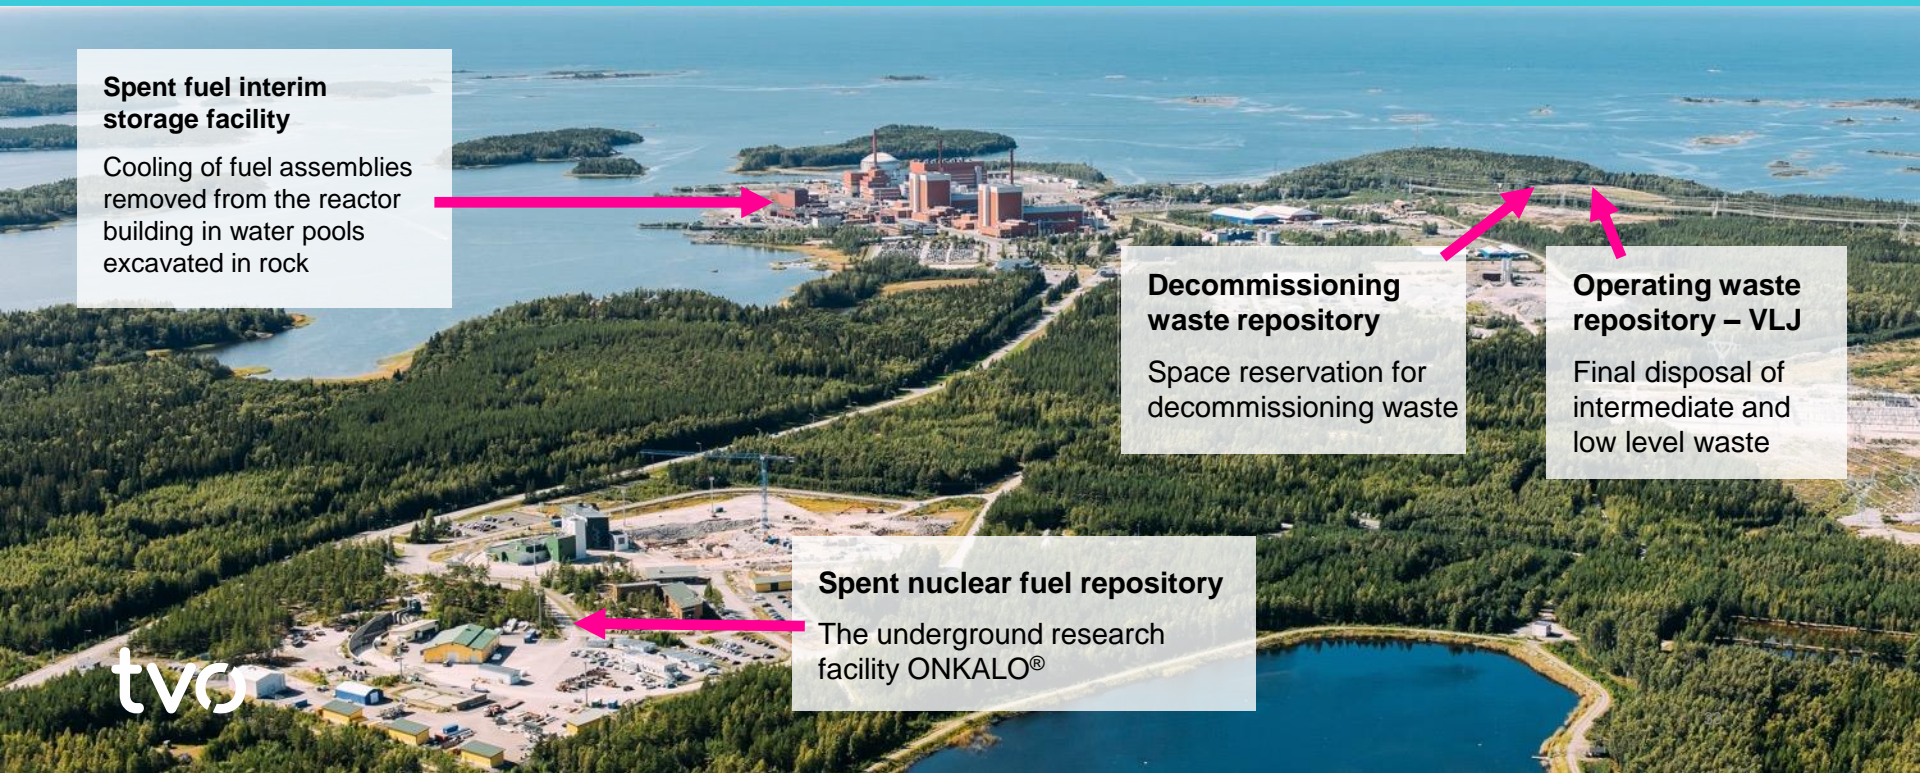 Spent fuel interim
storage facility
Cooling of fuel assemblies
removed from the reactor
building in water pools
excavated in rock
Decommissioning
waste repository
Space reservation for
decommissioning waste
Operating waste
repository – VLJ
Final disposal of
intermediate and
low level waste
Spent nuclear fuel repository
The underground research
facility ONKALO®
tvo